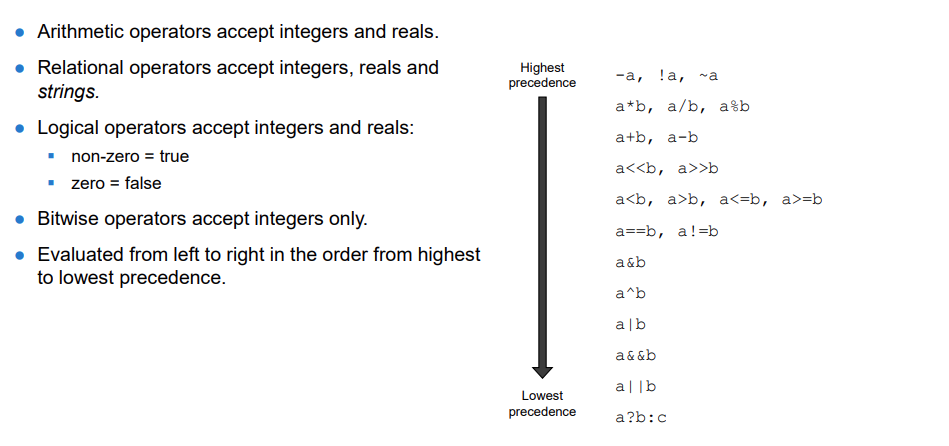 Arithmetic operators accept integers and reals.
Relational operators accept integers, reals and
strings.
Logical operators accept integers and reals:
non-zero = true
zero = false
Bitwise operators accept integers only.
Evaluated from left to right in the order from highest
to lowest precedence.
Highest
precedence
Lowest
precedence
-a, !a, ~a
a*b, a/b, a%b
a+b, a-b
a<<b, a>>b
a<b, a>b, a<=b, a>=b
a==b, a!=b
a&b
a^b
a|b
a&&b
a||b
a?b:c